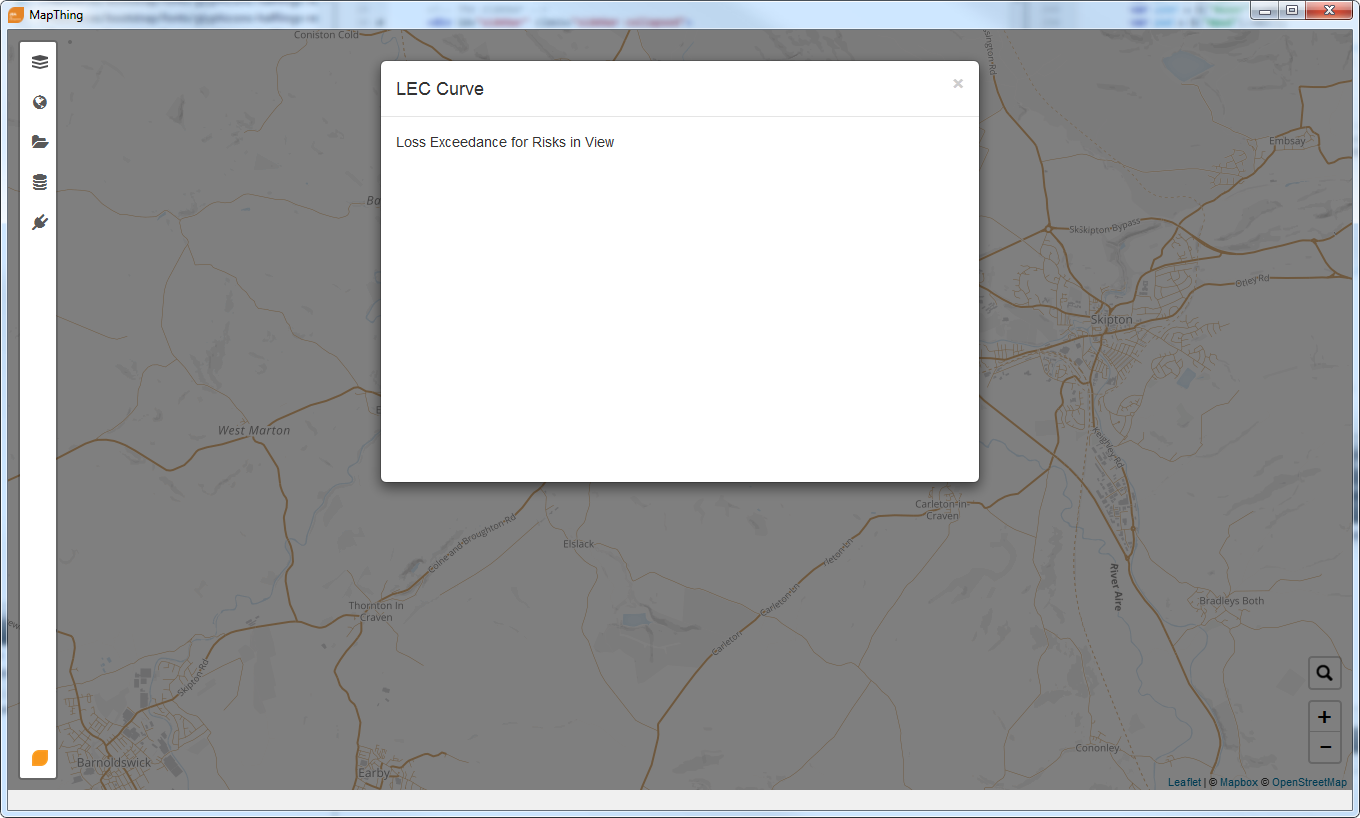 MapThing
Coniston Cold
LEC Curve
×
Loss Exceedance for Risks in View
Embsay
Skipton Bypass
Otley Rd
Skipton
West Marton
Keighley Rd
Carleton-in-
Craven
Colne and Broughton Rd
Elslack
Carleton Ln
River Aire
Bradleys Both
Thornton In
Craven
Skipton Rd
Carleton
Cononley
Barnoldswick
Earby
+
−
Leaflet | © Mapbox © OpenStreetMap